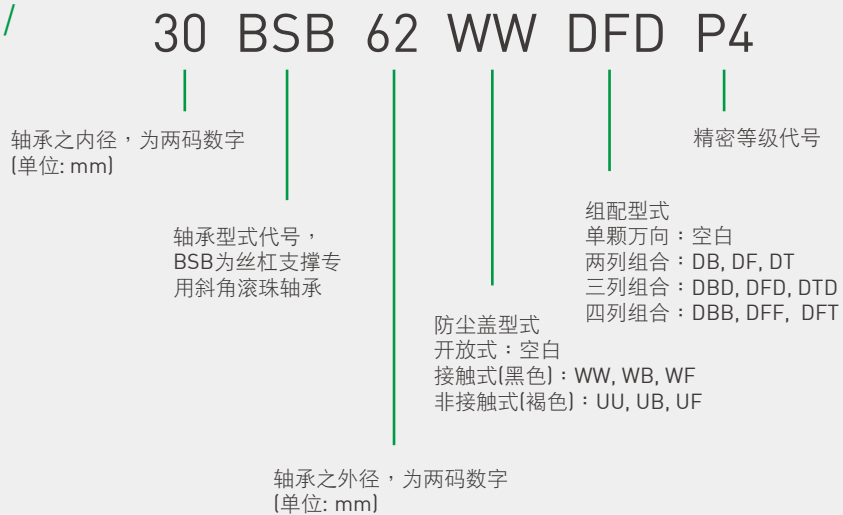 /
30 BSB 62 WW DFD P4
轴承之内径，为两码数字
(单位: mm)
精密等级代号
轴承型式代号，
BSB为丝杠支撑专
用斜角滚珠轴承
组配型式
单颗万向：空白
两列组合：DB, DF, DT
三列组合：DBD, DFD, DTD
四列组合：DBB, DFF, DFT
防尘盖型式
开放式：空白
接触式(黑色)：WW, WB, WF
非接触式(褐色)：UU, UB, UF
轴承之外径，为两码数字
(单位: mm)